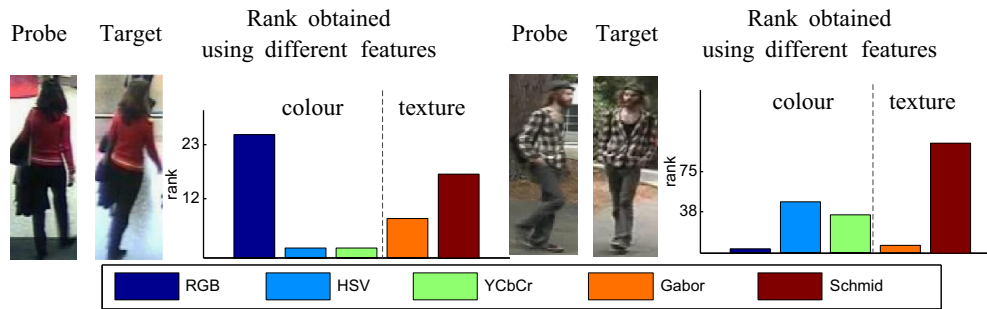 Probe Target
Rank obtained
using different features
colour texture
rank
23
12
Probe Target
Rank obtained
using different features
colour texture
rank
75
38
RGB HSV YCbCr Gabor Schmid